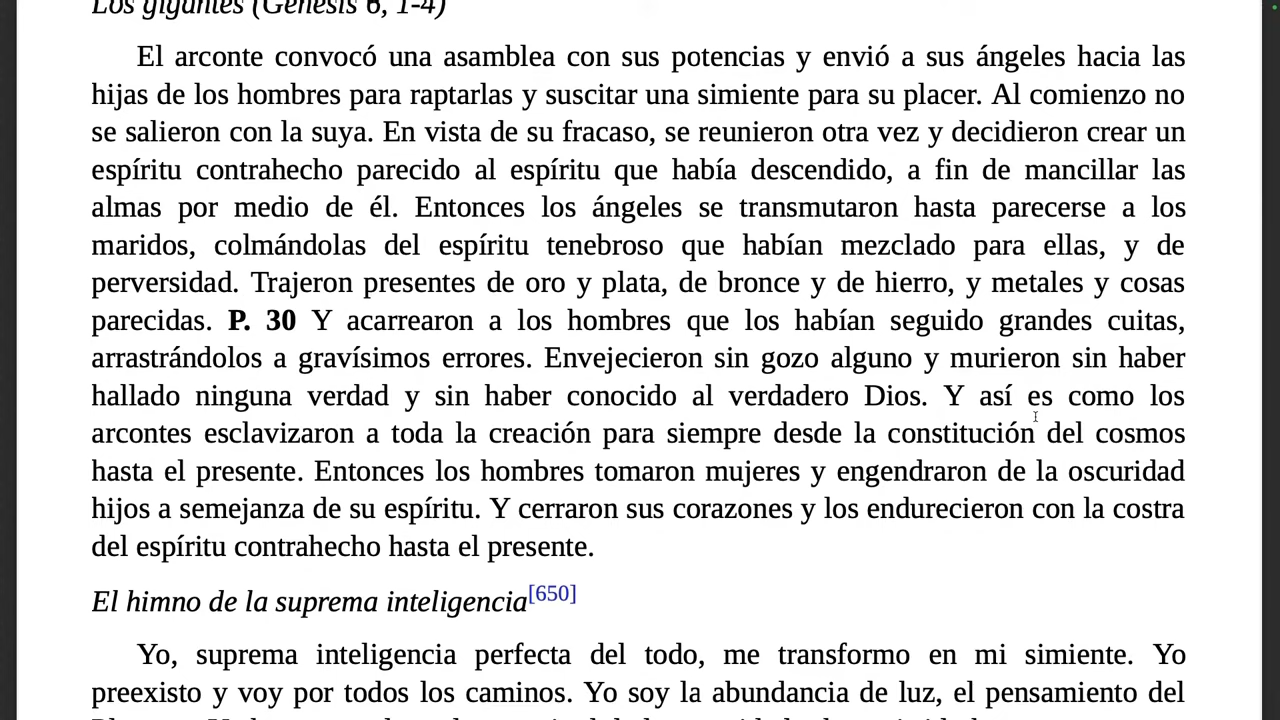 Los gigantes (Génesis 6, 1-4)
El arconte convocó una asamblea con sus potencias y envió a sus ángeles hacia las
hijas de los hombres para raptarlas y suscitar una simiente para su placer. Al comienzo no
se salieron con la suya. En vista de su fracaso, se reunieron otra vez y decidieron crear un
espíritu contrahecho parecido al espíritu que había descendido, a fin de mancillar las
almas por medio de él. Entonces los ángeles se transmutaron hasta parecerse a los
maridos, colmándolas del espíritu tenebroso que habían mezclado para ellas, y de
perversidad. Trajeron presentes de oro y plata, de bronce y de hierro, y metales y cosas
parecidas. P. 30 Y acarrearon a los hombres que los habían seguido grandes cuitas,
arrastrándolos a gravísimos errores. Envejecieron sin gozo alguno y murieron sin haber
hallado ninguna verdad y sin haber conocido al verdadero Dios. Y así es como los
arcontes esclavizaron a toda la creación para siempre desde la constitución del cosmos
hasta el presente. Entonces los hombres tomaron mujeres y engendraron de la oscuridad
hijos a semejanza de su espíritu. Y cerraron sus corazones y los endurecieron con la costra
del espíritu contrahecho hasta el presente.
El himno de la suprema inteligencia[650]
Yo, suprema inteligencia perfecta del todo, me transformo en mi simiente. Yo
preexisto y voy por todos los caminos. Yo soy la abundancia de luz, el pensamiento del